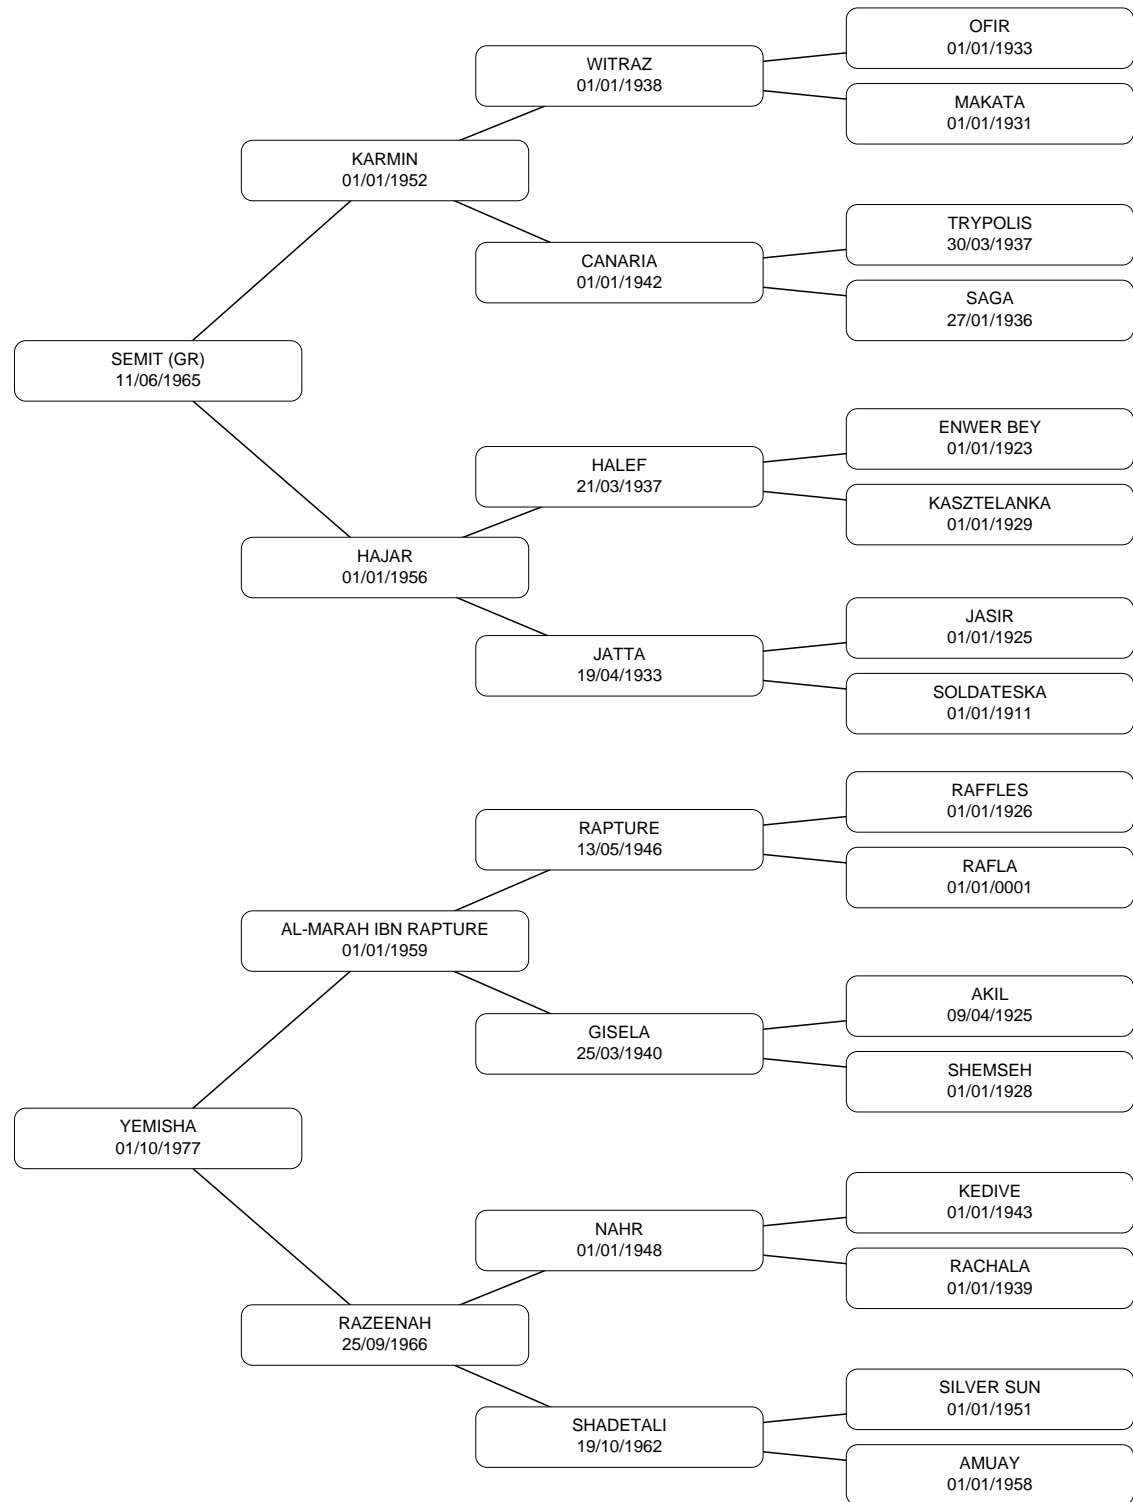 OFIR
01/01/1933
WITRAZ
01/01/1938
MAKATA
01/01/1931
KARMIN
01/01/1952
TRYPOLIS
30/03/1937
CANARIA
01/01/1942
SAGA
27/01/1936
SEMIT (GR)
11/06/1965
ENWER BEY
01/01/1923
HALEF
21/03/1937
KASZTELANKA
01/01/1929
HAJAR
01/01/1956
JASIR
01/01/1925
JATTA
19/04/1933
SOLDATESKA
01/01/1911
RAFFLES
01/01/1926
RAPTURE
13/05/1946
RAFLA
01/01/0001
AL-MARAH IBN RAPTURE
01/01/1959
AKIL
09/04/1925
GISELA
25/03/1940
SHEMSEH
01/01/1928
YEMISHA
01/10/1977
KEDIVE
01/01/1943
NAHR
01/01/1948
RACHALA
01/01/1939
RAZEENAH
25/09/1966
SILVER SUN
01/01/1951
SHADETALI
19/10/1962
AMUAY
01/01/1958